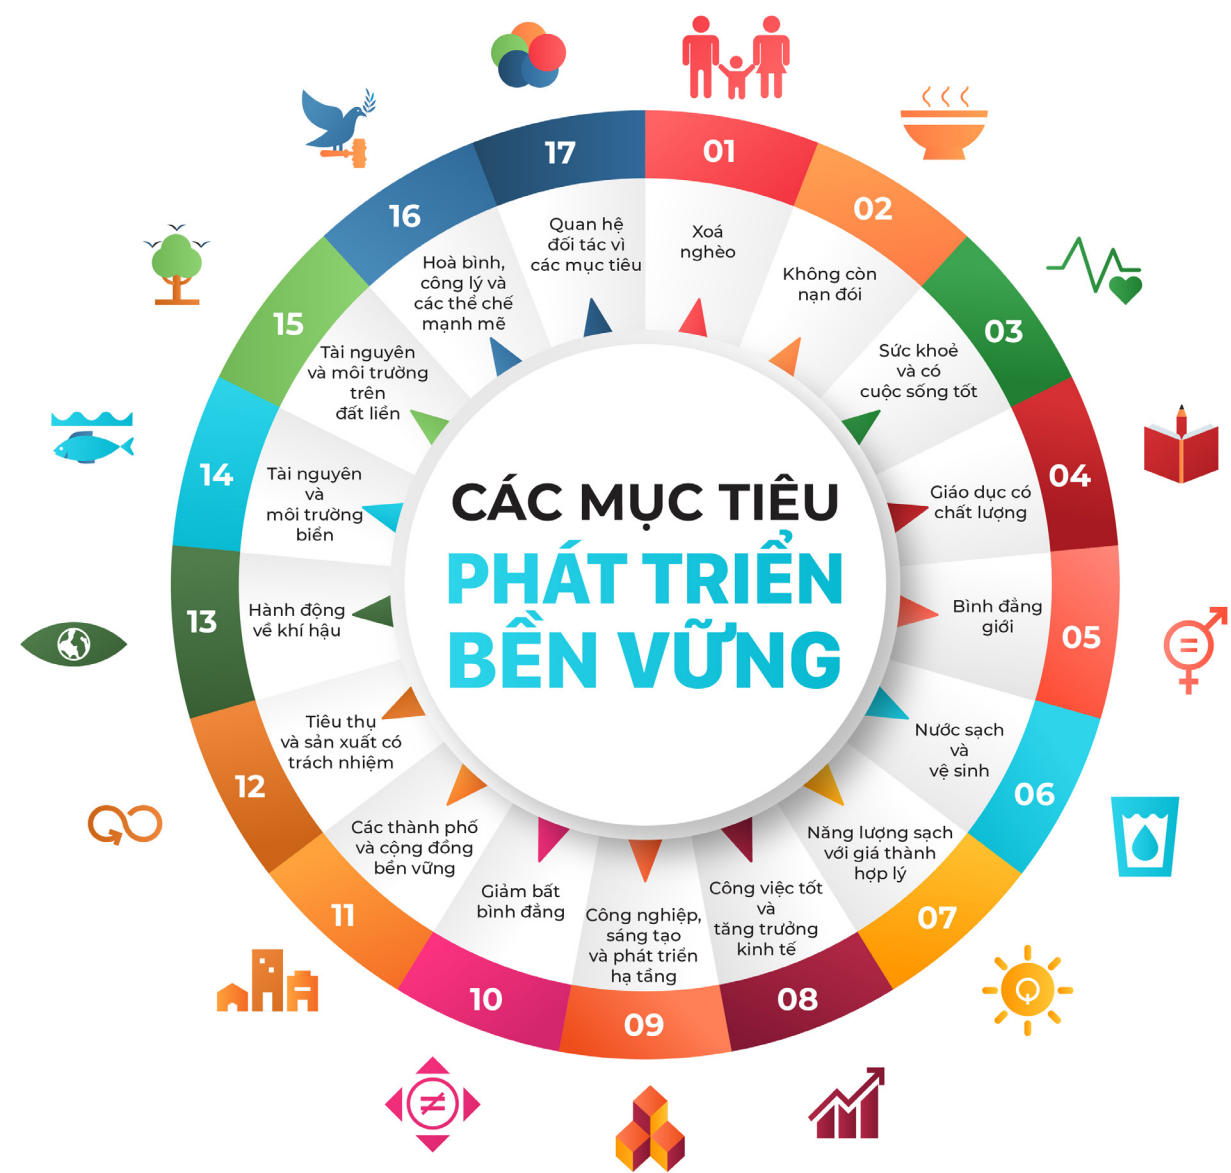 CÁC MỤC TIÊU
PHÁT TRIỂN
BỀN VỮNG
01
Xoá
nghèo
02
Không còn
nạn đói
03
Sức khoẻ
và có
cuộc sống tốt
04
Giáo dục có
chất lượng
05
Bình đẳng
giới
06
Nước sạch
và
vệ sinh
07
Năng lượng sạch
với giá thành
hợp lý
08
Công việc tốt
và
tăng trưởng
kinh tế
09
Công nghiệp,
sáng tạo
và phát triển
hạ tầng
10
Giảm bất
bình đẳng
11
Các thành phố
và cộng đồng
bền vững
12
Tiêu thụ
và sản xuất có
trách nhiệm
13
Hành động
về khí hậu
14
Tài nguyên
và
môi trường
biển
15
Tài nguyên
và môi trường
trên
đất liền
16
Hoà bình,
công lý và
các thể chế
mạnh mẽ
17
Quan hệ
đối tác vì
các mục tiêu